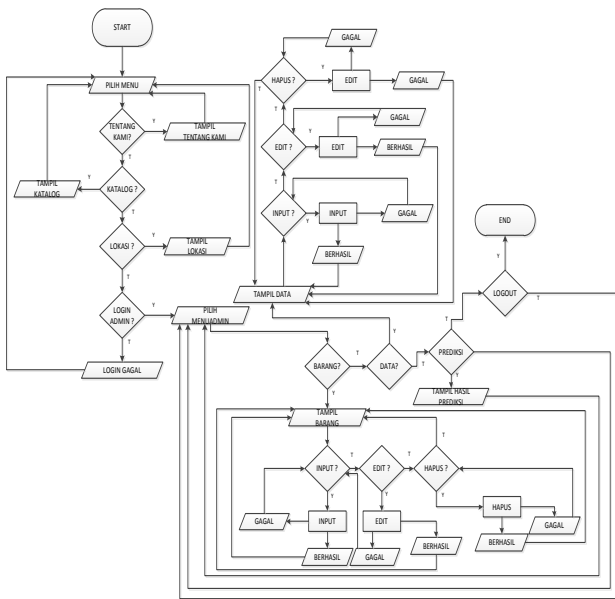 START
PILIH MENU
TENTANG
KAMI?
Y
TAMPIL
TENTANG KAMI
T
KATALOG ?
Y
TAMPIL
KATALOG
T
LOKASI ?
Y
TAMPIL
LOKASI
T
LOGIN
ADMIN ?
Y
PILIH
MENUADMIN
T
LOGIN GAGAL
GAGAL
HAPUS ?
Y
EDIT
GAGAL
T
T
GAGAL
EDIT ?
Y
EDIT
BERHASIL
T
INPUT ?
Y
INPUT
GAGAL
BERHASIL
TAMPIL DATA
END
Y
LOGOUT
T
T
Y
BARANG?
T
DATA?
T
PREDIKSI
Y
Y
TAMPIL HASIL
PREDIKSI
TAMPIL
BARANG
T
INPUT ?
T
EDIT ?
T
HAPUS ?
Y
Y
Y
GAGAL
INPUT
EDIT
HAPUS
GAGAL
BERHASIL
GAGAL
BERHASIL
BERHASIL